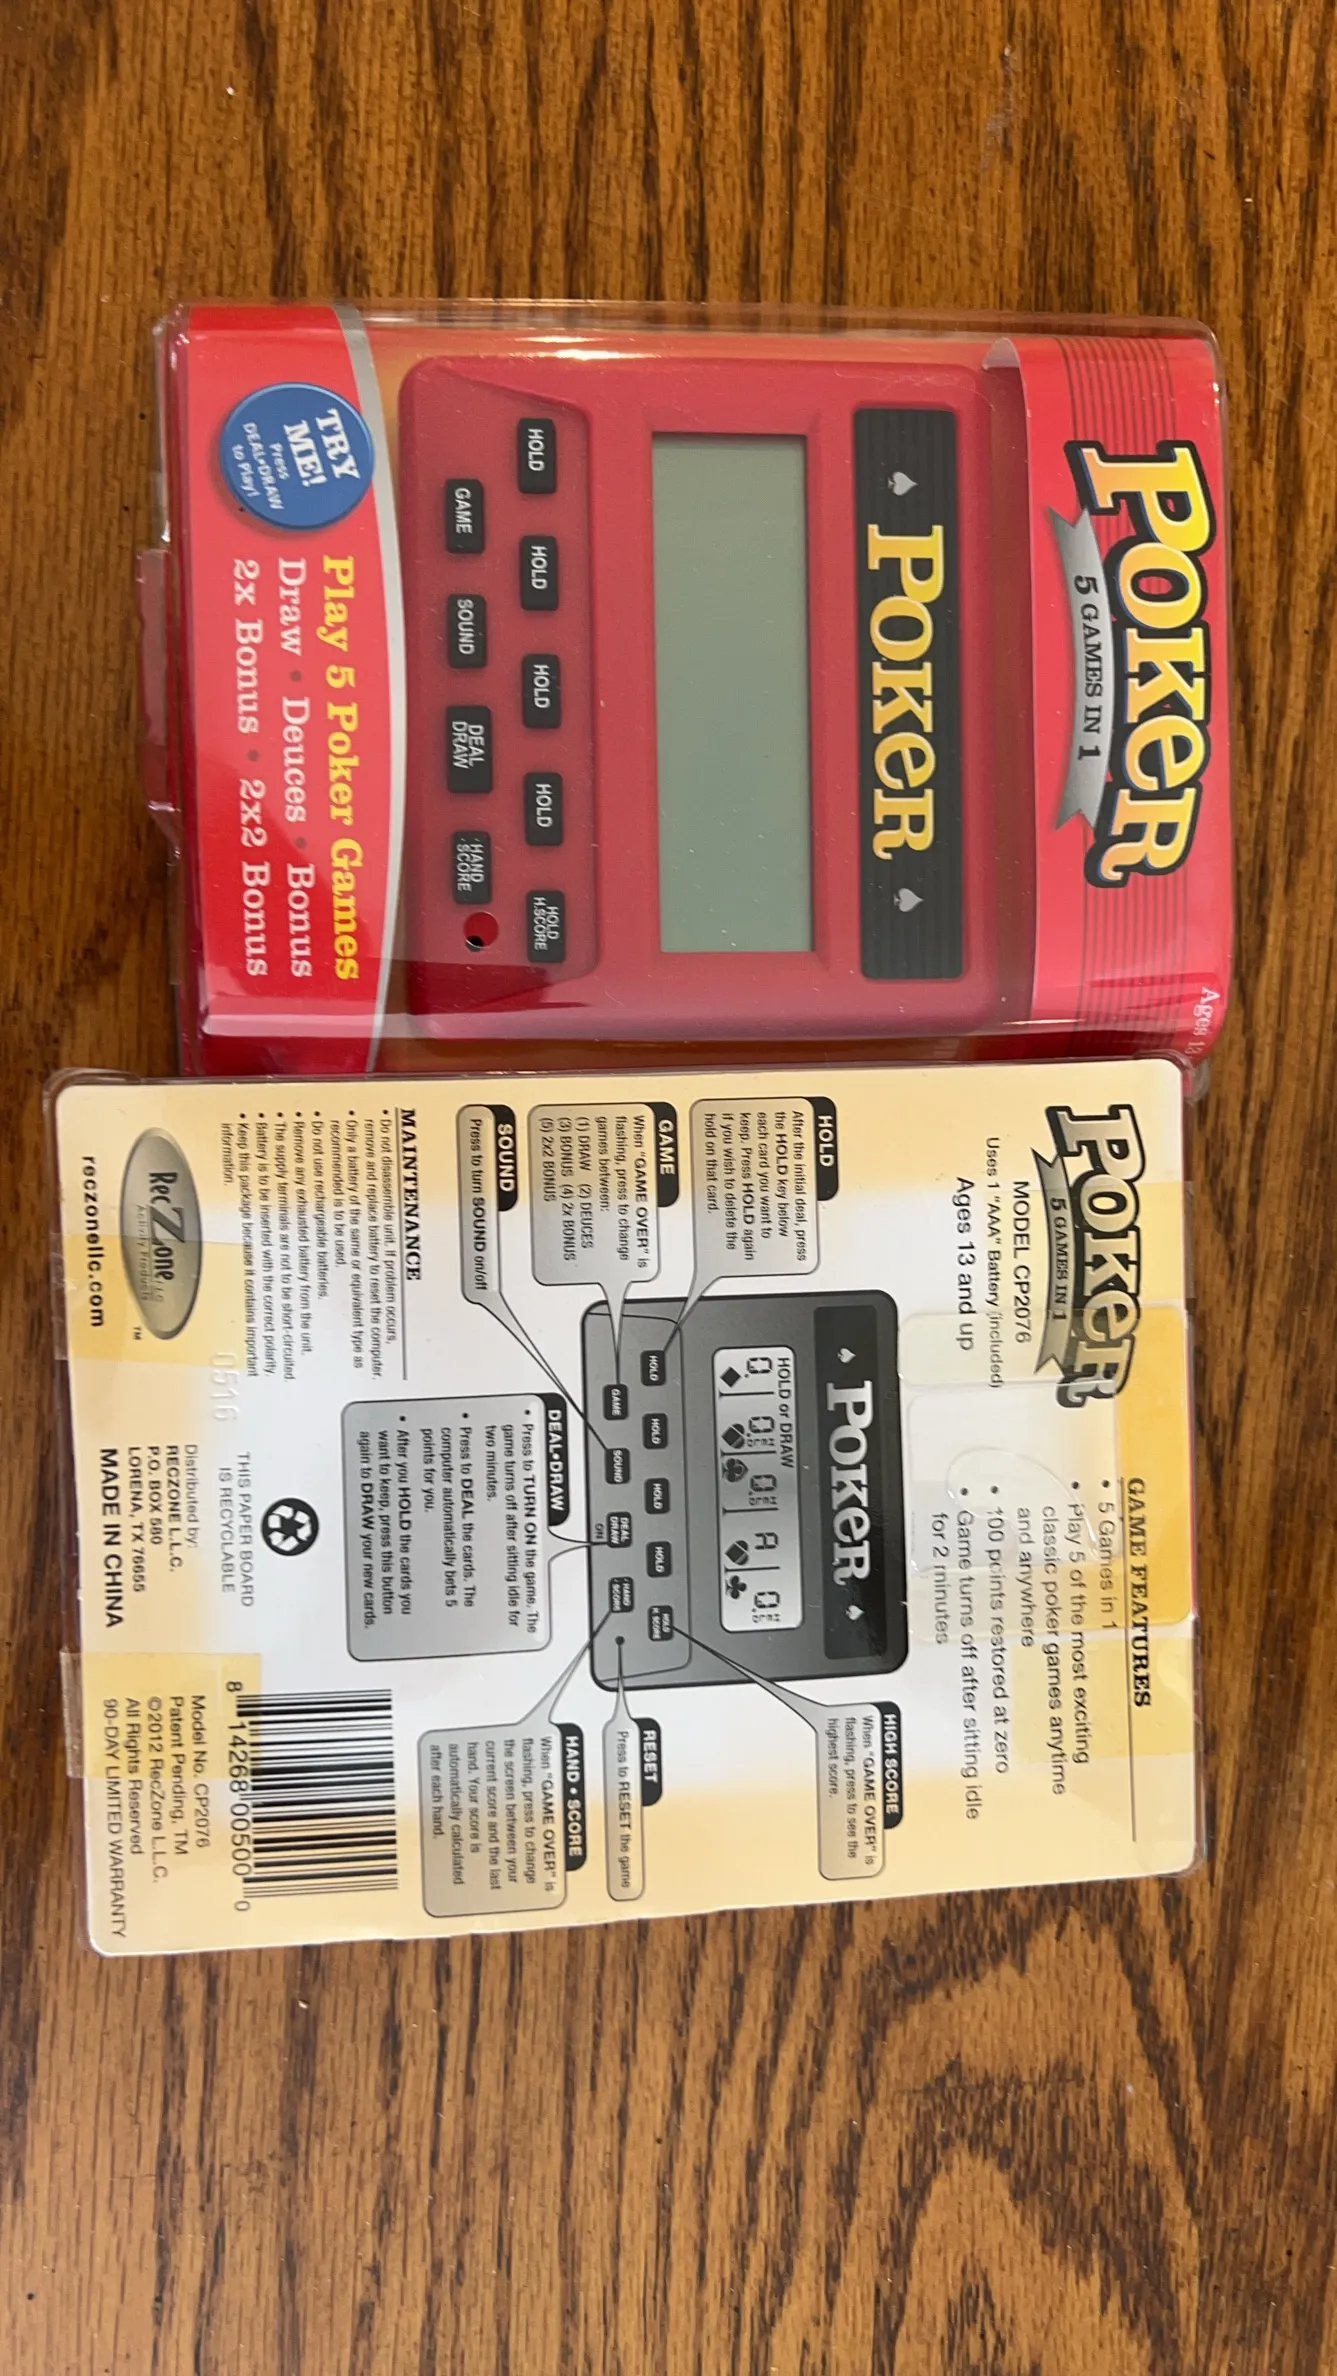 POKER
5 GAMES IN 1
Ages 13
POKER
HOLD
HOLD
HOLD
HOLD
HOLD
H.SCORE
GAME
SOUND
DEAL
DRAW
HAND
SCORE
TRY
ME!
Press
DEAL•DRAW
to Play!
Play 5 Poker Games
Draw • Deuces • Bonus
2x Bonus • 2x2 Bonus
POKER
5 GAMES IN 1
MODEL CP2076
Uses 1 "AAA" Battery (included)
Ages 13 and up
GAME FEATURES
• 5 Games in 1
• Play 5 of the most exciting
classic poker games anytime
and anywhere
• 100 points restored at zero
• Game turns off after sitting idle
for 2 minutes
HOLD
After the initial deal, press
the HOLD key below
each card you want to
keep. Press HOLD again
if you wish to delete the
hold on that card.
GAME
When "GAME OVER" is
flashing, press to change
games between:
(1) DRAW (2) DEUCES
(3) BONUS (4) 2x BONUS
(5) 2x2 BONUS
SOUND
Press to turn SOUND on/off
POKER
HOLD or DRAW
HOLD
HOLD
HOLD
HOLD
HOLD
H. SCORE
GAME
SOUND
DEAL
DRAW
ON
HAND
SCORE
HIGH SCORE
When "GAME OVER" is
flashing, press to see the
highest score.
RESET
Press to RESET the game
HAND • SCORE
When "GAME OVER" is
flashing, press to change
the screen between your
current score and the last
hand. Your score is
automatically calculated
after each hand.
DEAL•DRAW
• Press to TURN ON the game. The
game turns off after sitting idle for
two minutes.
• Press to DEAL the cards. The
computer automatically bets 5
points for you.
• After you HOLD the cards you
want to keep, press this button
again to DRAW your new cards.
MAINTENANCE
• Do not disassemble unit. If problem occurs,
remove and replace battery to reset the computer.
• Only a battery of the same or equivalent type as
recommended is to be used.
• Do not use rechargeable batteries.
• Remove any exhausted battery from the unit.
• The supply terminals are not to be short-circuited.
• Battery is to be inserted with the correct polarity.
• Keep this package because it contains important
information.
RecZone LLC
Activity Products
TM
reczonellc.com
0516
THIS PAPER BOARD
IS RECYCLABLE
Distributed by:
RECZONE L.L.C.
P.O. BOX 580
LORENA, TX 76655
MADE IN CHINA
8 14268 00500 0
Model No. CP2076
Patent Pending, TM
©2012 RecZone L.L.C.
All Rights Reserved
90-DAY LIMITED WARRANTY